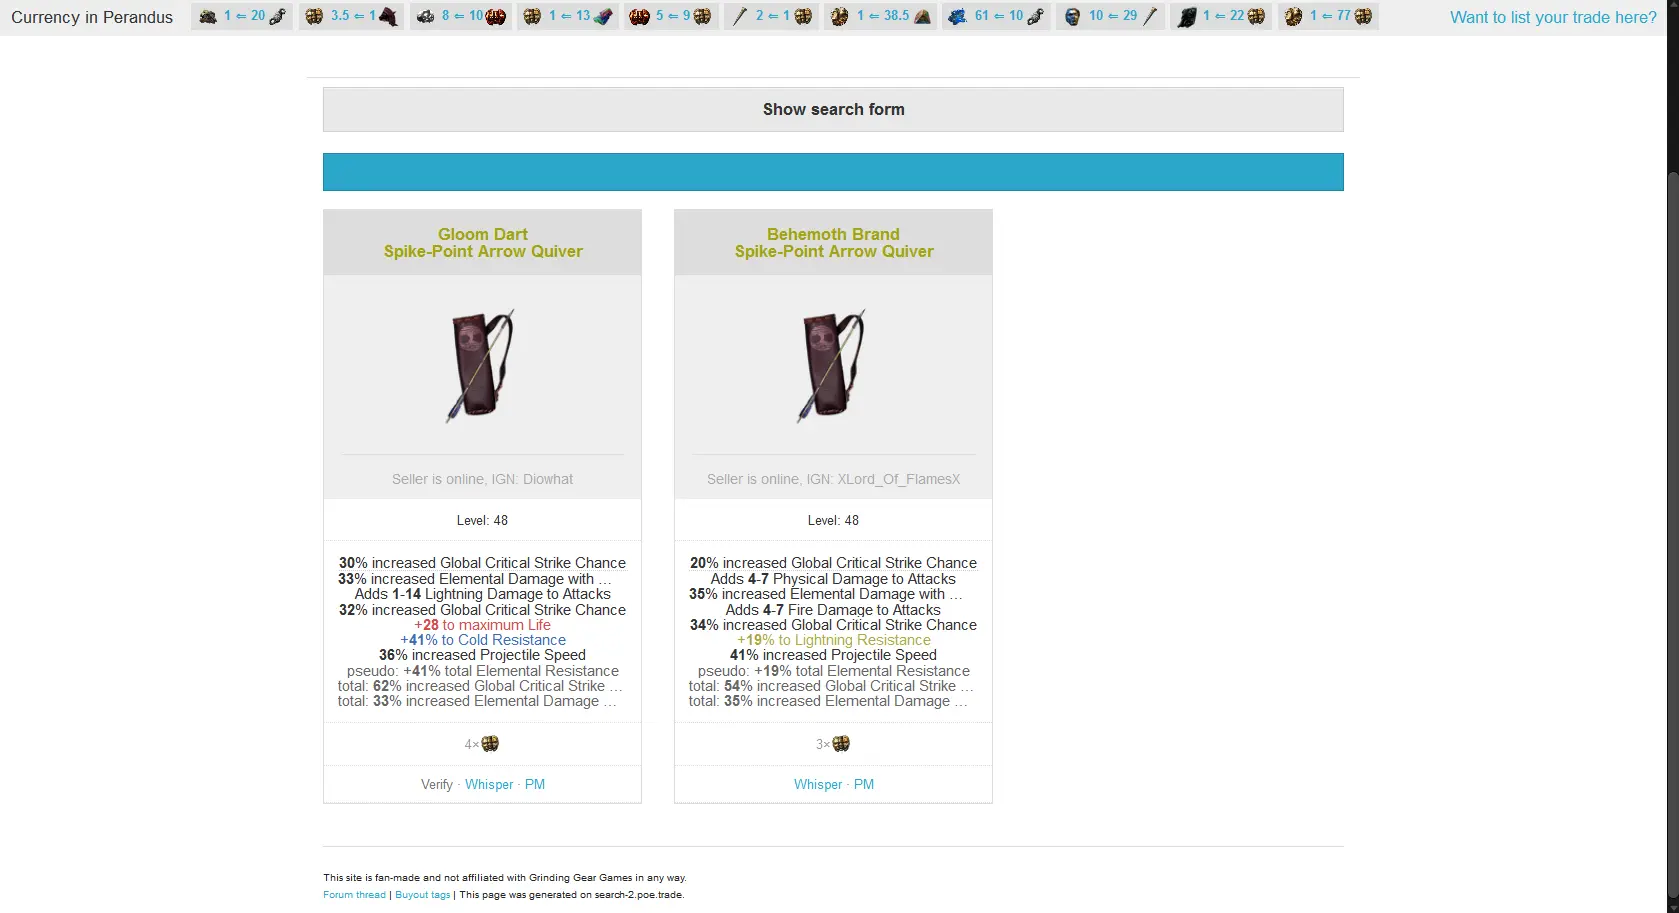 Currency in Perandus 1 ⇐ 20 3.5 ⇐ 1 8 ⇐ 10 1 ⇐ 13 5 ⇐ 9 2 ⇐ 1 1 ⇐ 38.5 61 ⇐ 10 10 ⇐ 29 1 ⇐ 22 1 ⇐ 77 Want to list your trade here?
Show search form
Gloom Dart
Spike-Point Arrow Quiver
Seller is online, IGN: Diowhat
Level: 48
30% increased Global Critical Strike Chance
33% increased Elemental Damage with ...
Adds 1-14 Lightning Damage to Attacks
32% increased Global Critical Strike Chance
+28 to maximum Life
+41% to Cold Resistance
36% increased Projectile Speed
pseudo: +41% total Elemental Resistance
total: 62% increased Global Critical Strike ...
total: 33% increased Elemental Damage ...
4×
Verify · Whisper · PM
Behemoth Brand
Spike-Point Arrow Quiver
Seller is online, IGN: XLord_Of_FlamesX
Level: 48
20% increased Global Critical Strike Chance
Adds 4-7 Physical Damage to Attacks
35% increased Elemental Damage with ...
Adds 4-7 Fire Damage to Attacks
34% increased Global Critical Strike Chance
+19% to Lightning Resistance
41% increased Projectile Speed
pseudo: +19% total Elemental Resistance
total: 54% increased Global Critical Strike ...
total: 35% increased Elemental Damage ...
3×
Whisper · PM
This site is fan-made and not affiliated with Grinding Gear Games in any way.
Forum thread | Buyout tags | This page was generated on search-2.poe.trade.